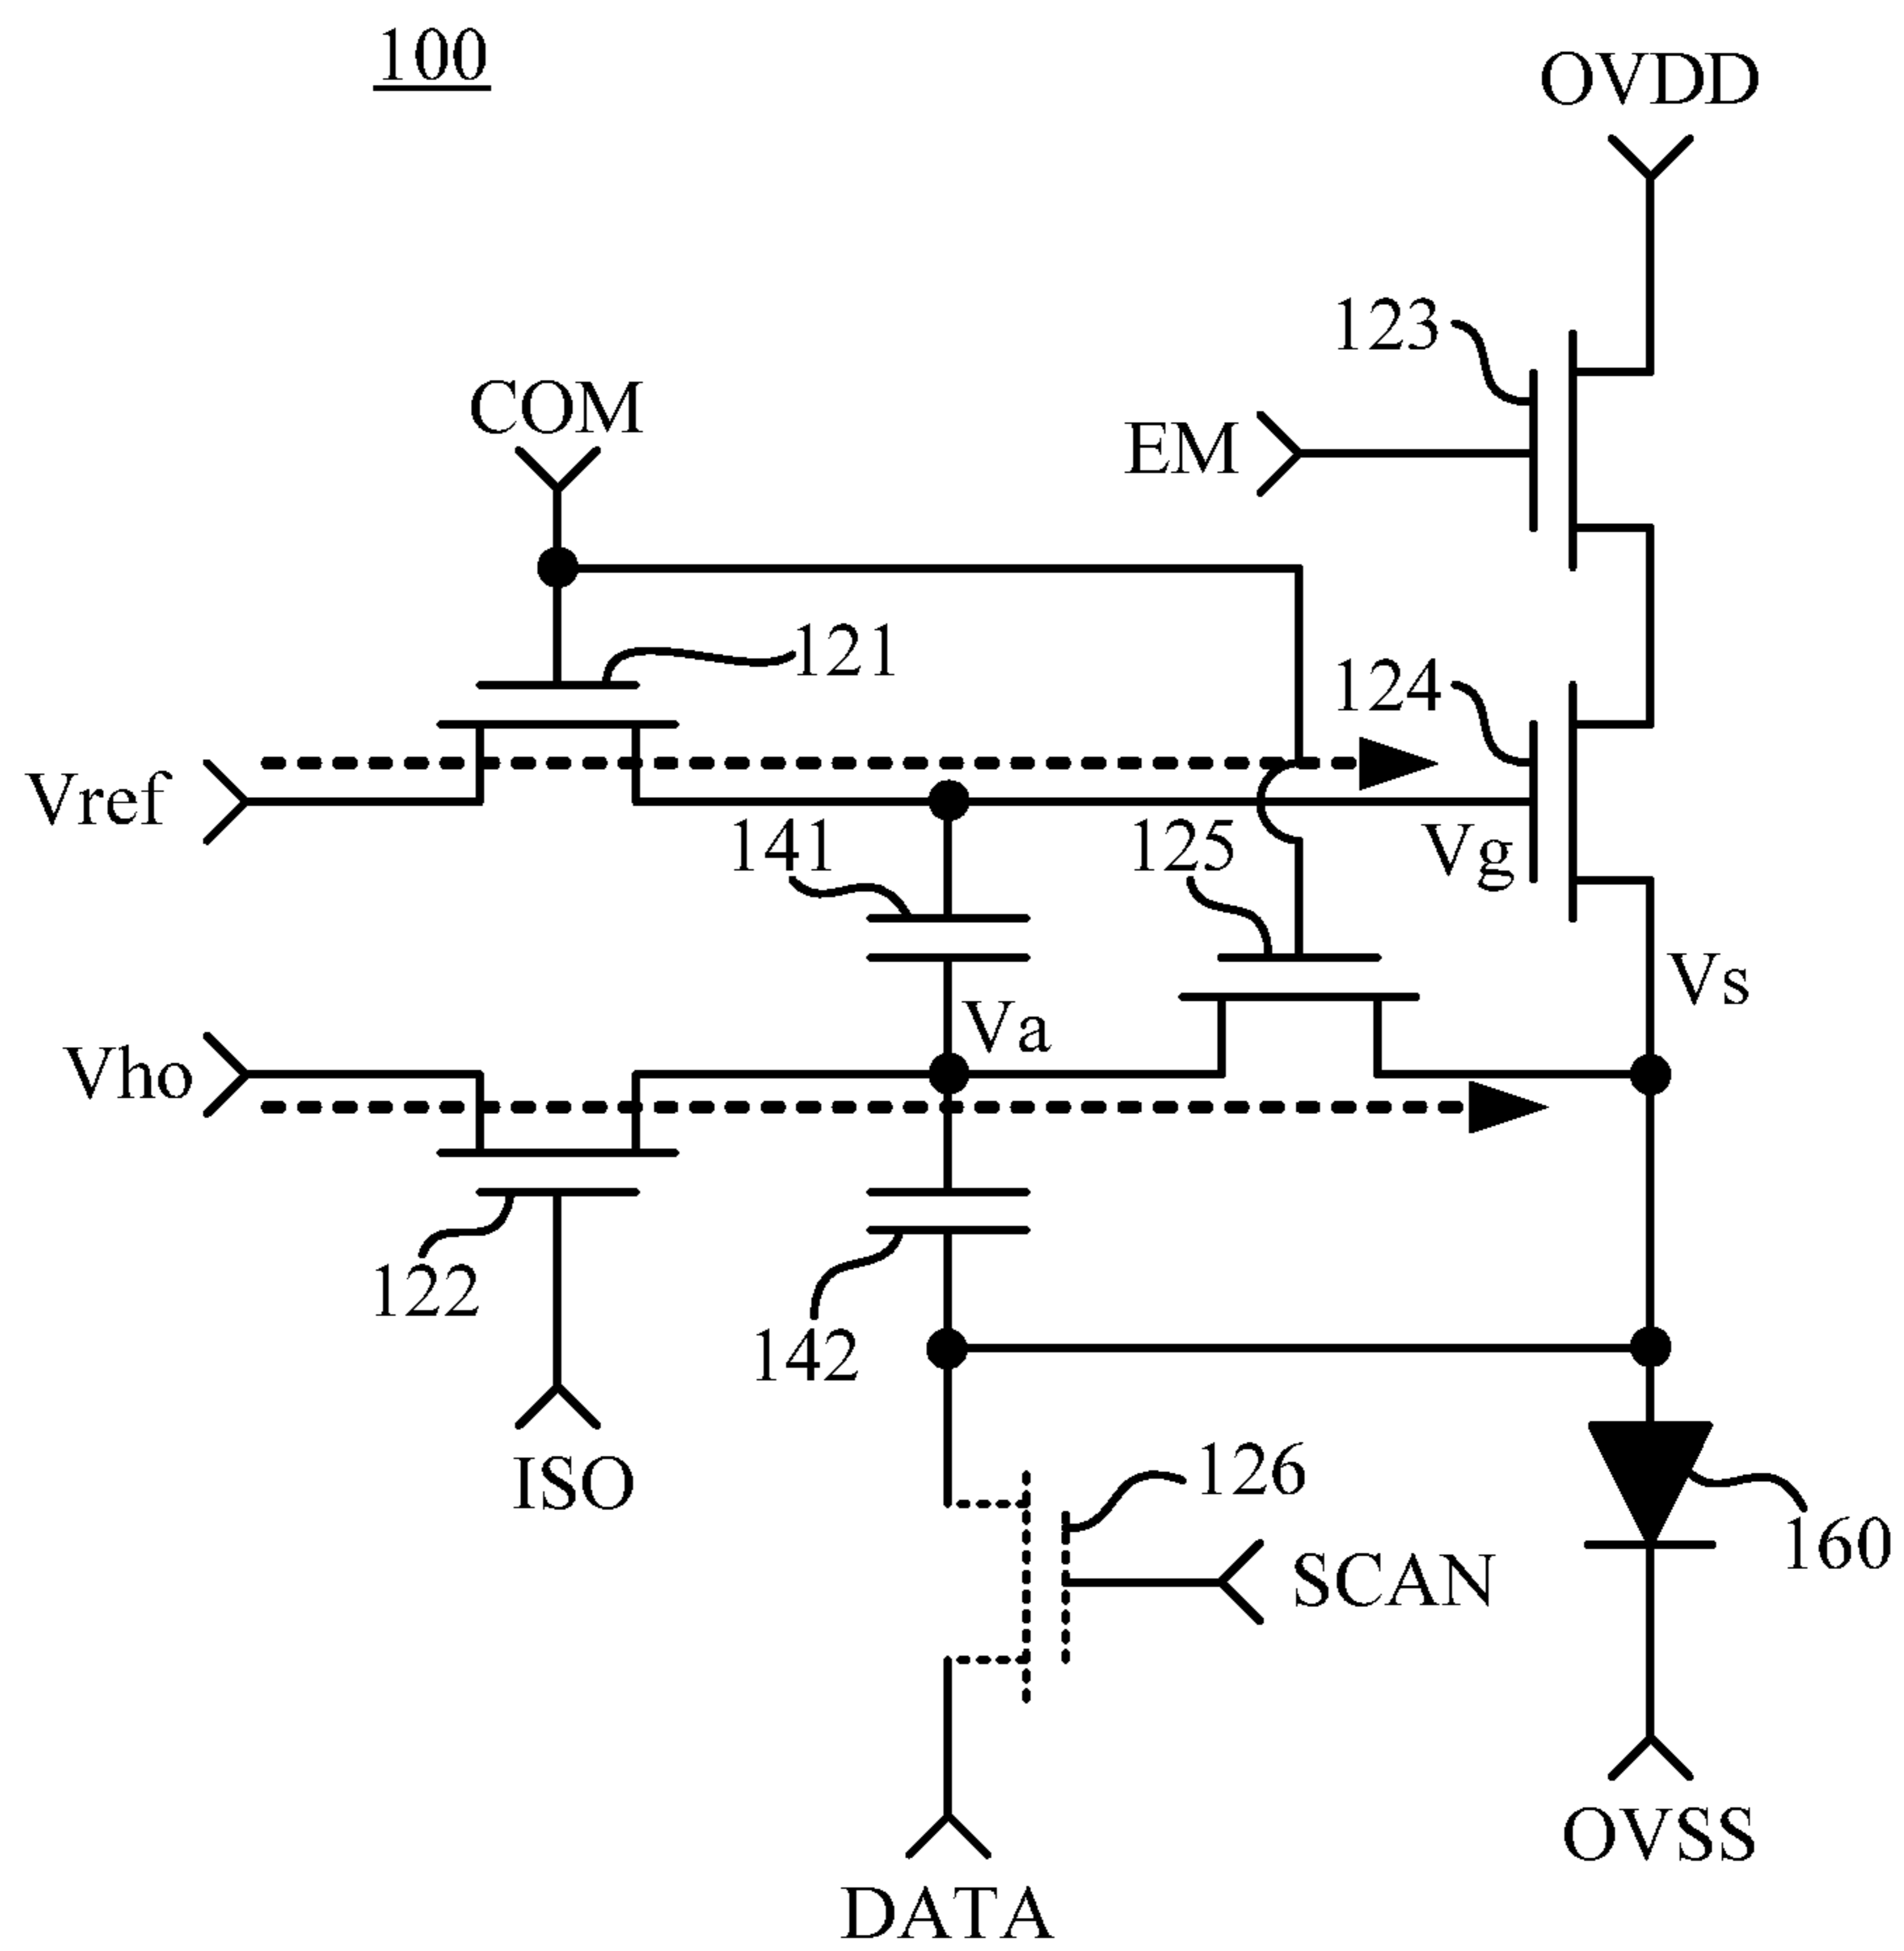 100
OVDD
123
COM
EM
121
124
Vref
141
125
Vg
Vs
Va
Vho
122
142
ISO
126
SCAN
160
OVSS
DATA